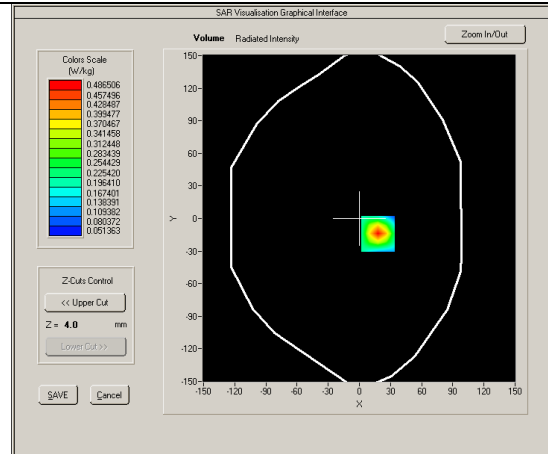 SAR Visualisation Graphical Interface
Volume Radiated Intensity
Zoom In/Out
Colors Scale
(W/kg)
0.486506
0.457496
0.428487
0.399477
0.370467
0.341458
0.312448
0.283439
0.254429
0.225420
0.196410
0.167401
0.138391
0.109382
0.080372
0.051363
Z-Cuts Control
<< Upper Cut
Z = 4.0 mm
Lower Cut >>
SAVE Cancel
150
120
90
60
30
0
-30
-60
-90
-120
-150
Y
-150 -120 -90 -60 -30 0 30 60 90 120 150
X